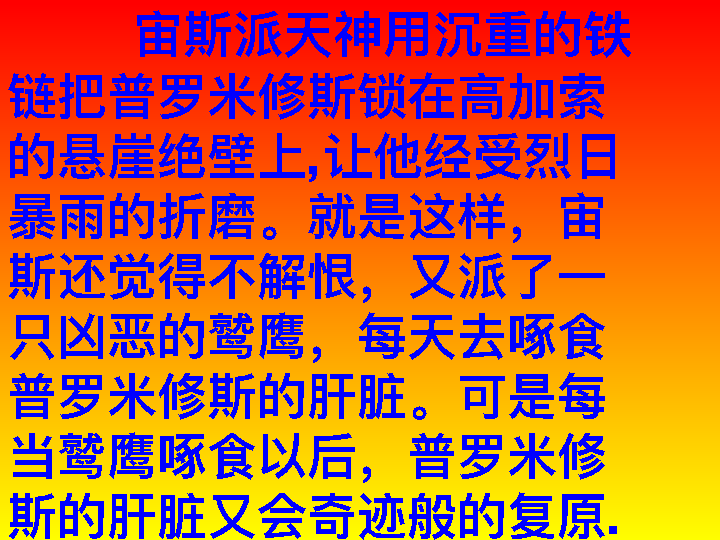 宙斯派天神用沉重的铁
链把普罗米修斯锁在高加索
的悬崖绝壁上,让他经受烈日
暴雨的折磨。就是这样，宙
斯还觉得不解恨，又派了一
只凶恶的鹫鹰，每天去啄食
普罗米修斯的肝脏。可是每
当鹫鹰啄食以后，普罗米修
斯的肝脏又会奇迹般的复原.